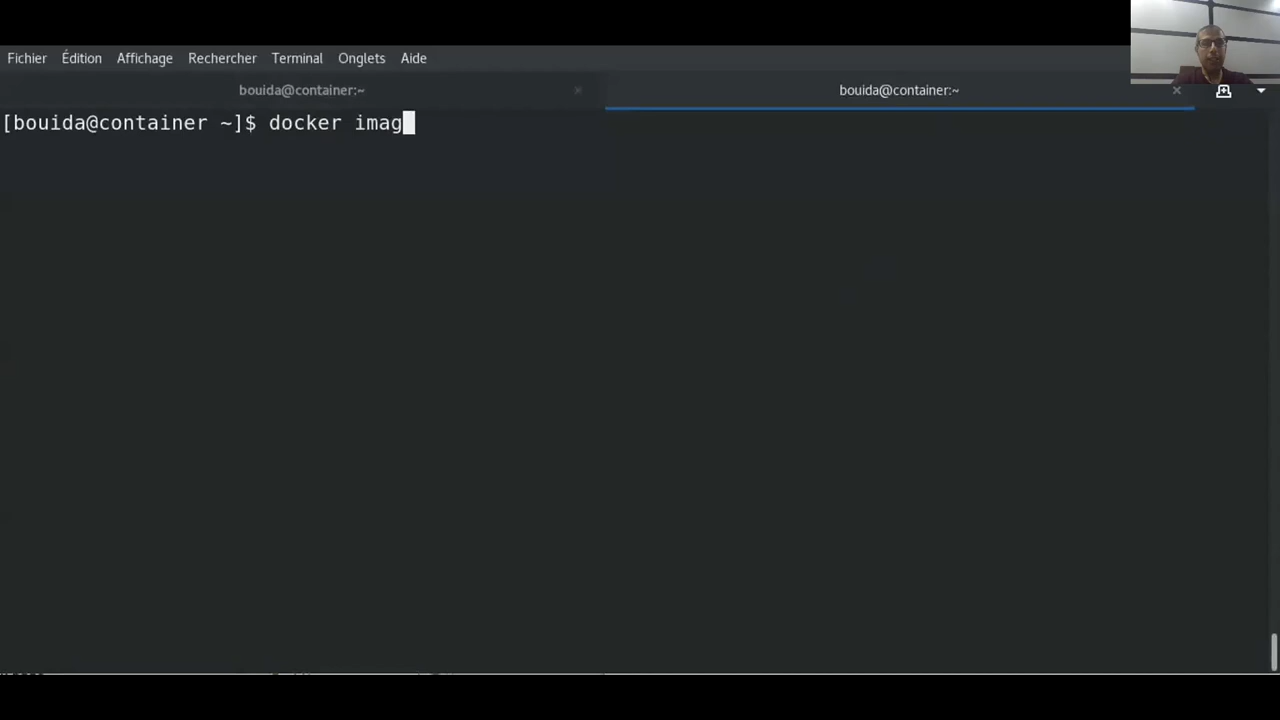 Fichier Édition Affichage Rechercher Terminal Onglets Aide
bouida@container:~ × bouida@container:~ ×
[bouida@container ~]$ docker imag